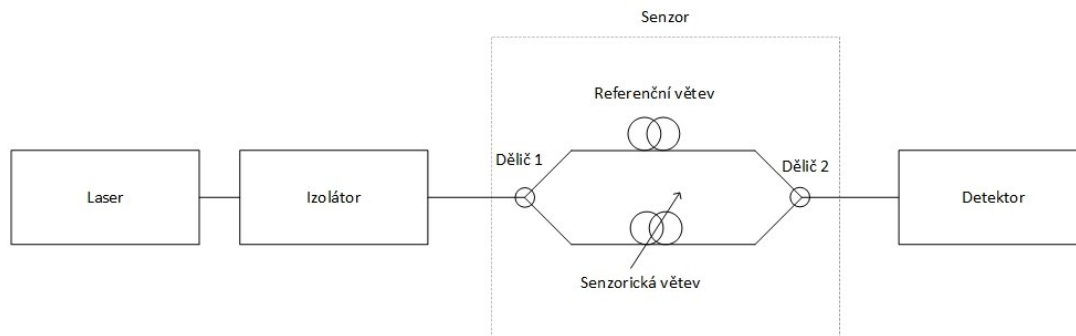 Senzor
Referenční větev
Dělič 1
Dělič 2
Laser
Izolátor
Detektor
Senzorická větev